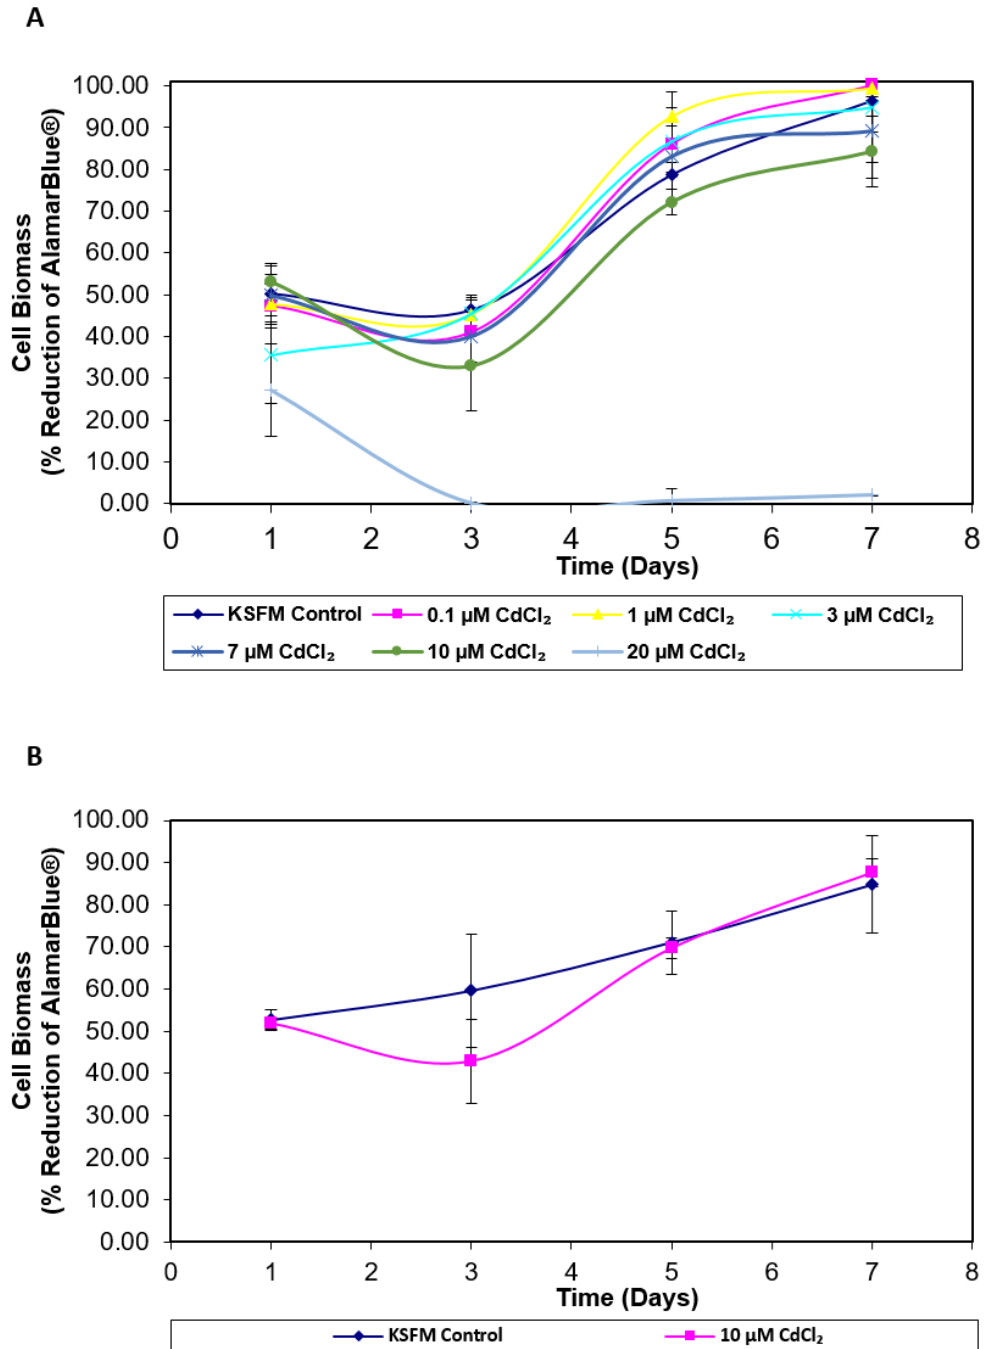 A
100.00
90.00
80.00
70.00
60.00
50.00
40.00
30.00
20.00
10.00
0.00
Cell Biomass
(% Reduction of AlamarBlue®)
0 1 2 3 4 5 6 7 8
Time (Days)
KSFM Control 0.1 µM CdCl₂ 1 µM CdCl₂ 3 µM CdCl₂
7 µM CdCl₂ 10 µM CdCl₂ 20 µM CdCl₂
B
100.00
90.00
80.00
70.00
60.00
50.00
40.00
30.00
20.00
10.00
0.00
Cell Biomass
(% Reduction of AlamarBlue®)
0 1 2 3 4 5 6 7 8
Time (Days)
KSFM Control 10 µM CdCl₂